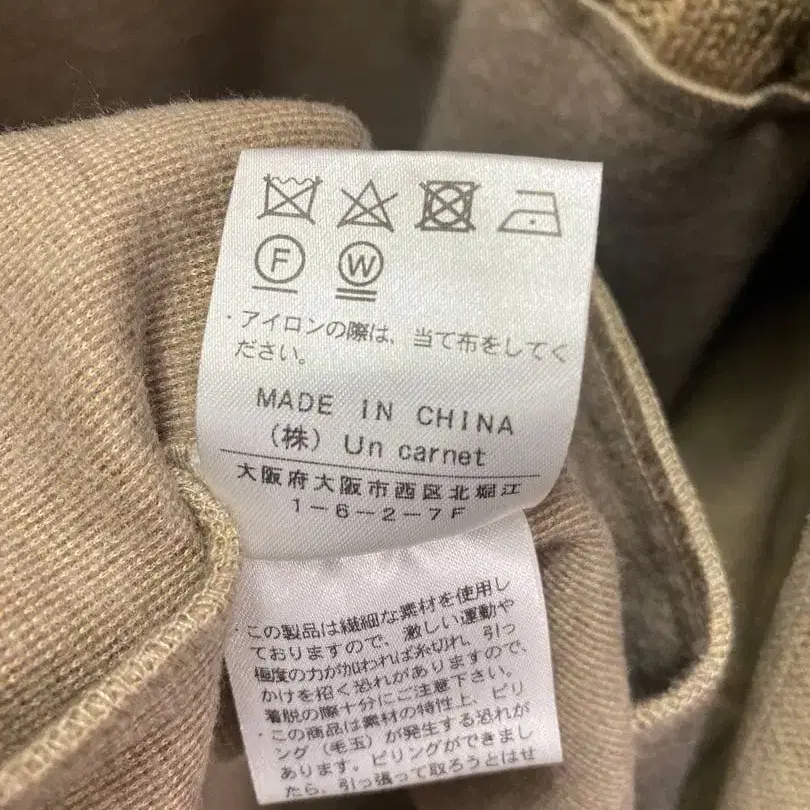 F W
・アイロンの際は、当て布をしてく
ださい。
MADE IN CHINA
(株) Un carnet
大阪府大阪市西区北堀江
1-6-2-7F
・この製品は繊細な素材を使用し
ておりますので、激しい運動や
極度の力が加われば糸切れ、引っ
かけを招く恐れがありますので、
着脱の際十分にご注意下さい。
・この商品は素材の特性上、ピリ
ング（毛玉）が発生する恐れが
あります。ピリングができまし
たら、引っ張って取ろうとはせ